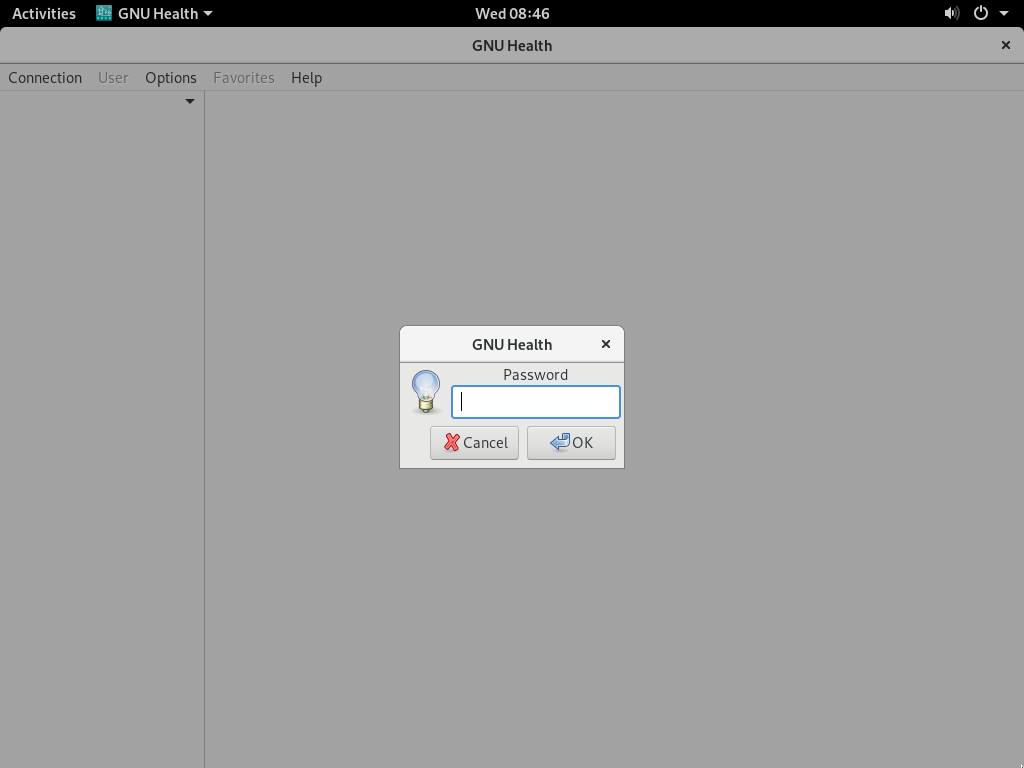 Activities GNU Health Wed 08:46
GNU Health
Connection User Options Favorites Help
GNU Health
Password
Cancel OK